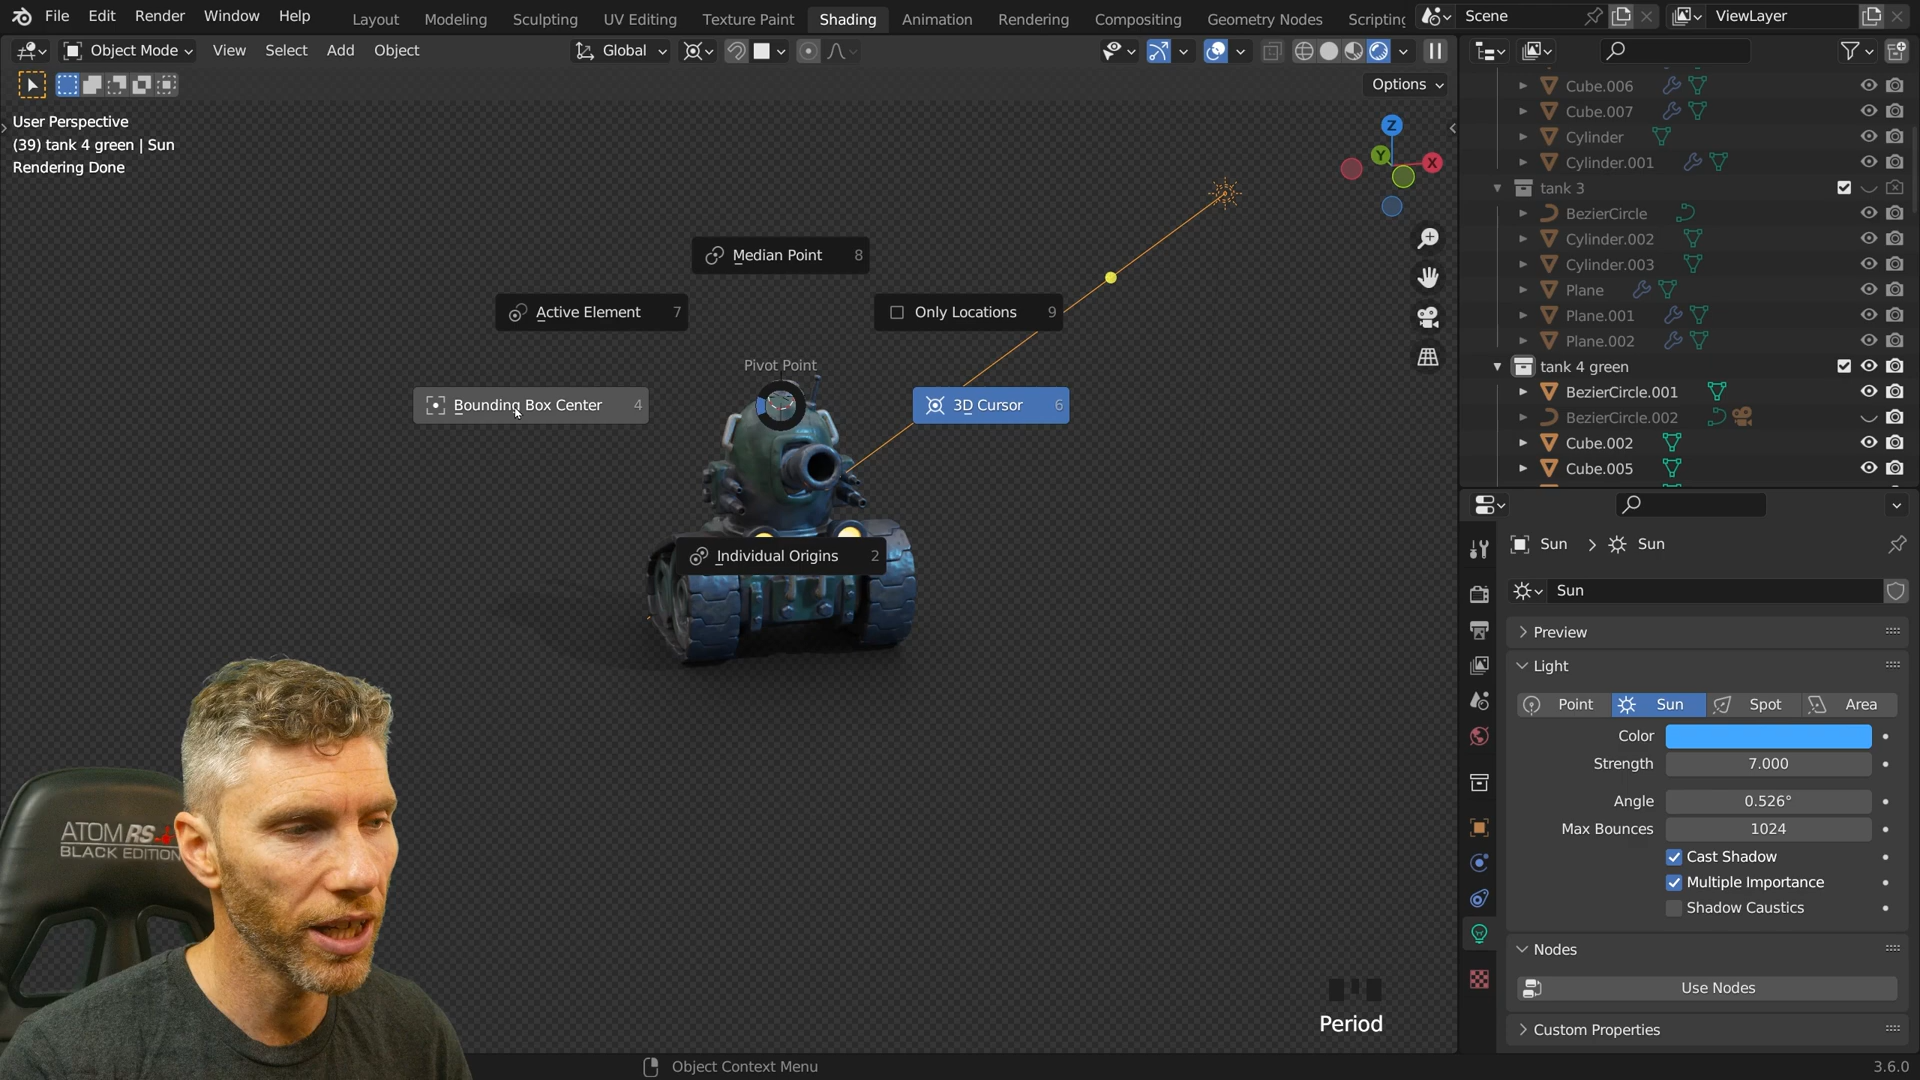 File Edit Render Window Help Layout Modeling Sculpting UV Editing Texture Paint Shading Animation Rendering Compositing Geometry Nodes Scripting Scene ViewLayer
Object Mode View Select Add Object Global
Options
User Perspective
(39) tank 4 green | Sun
Rendering Done
Z
Y
X
Median Point 8
Active Element 7
Only Locations 9
Pivot Point
Bounding Box Center 4
3D Cursor 6
Individual Origins 2
Cube.006
Cube.007
Cylinder
Cylinder.001
tank 3
BezierCircle
Cylinder.002
Cylinder.003
Plane
Plane.001
Plane.002
tank 4 green
BezierCircle.001
BezierCircle.002
Cube.002
Cube.005
Sun > Sun
Sun
Preview
Light
Point Sun Spot Area
Color
Strength 7.000
Angle 0.526°
Max Bounces 1024
Cast Shadow
Multiple Importance
Shadow Caustics
Nodes
Use Nodes
Custom Properties
ATOM RS
BLACK EDITION
Period
Object Context Menu
3.6.0